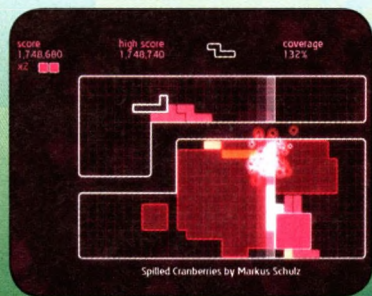 score
1,748,680
x2
high score
1,748,740
coverage
132%
Spilled Cranberries by Markus Schulz